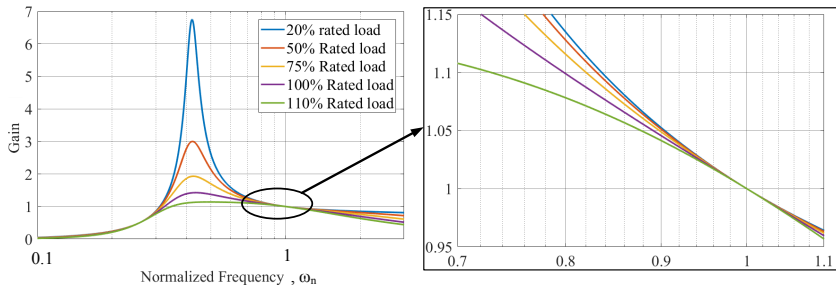 7
6
5
4
3
2
1
0
Gain
0.1
1
Normalized Frequency , ωn
20% rated load
50% Rated load
75% Rated load
100% Rated load
110% Rated load
1.15
1.1
1.05
1
0.95
0.7
0.8
0.9
1
1.1